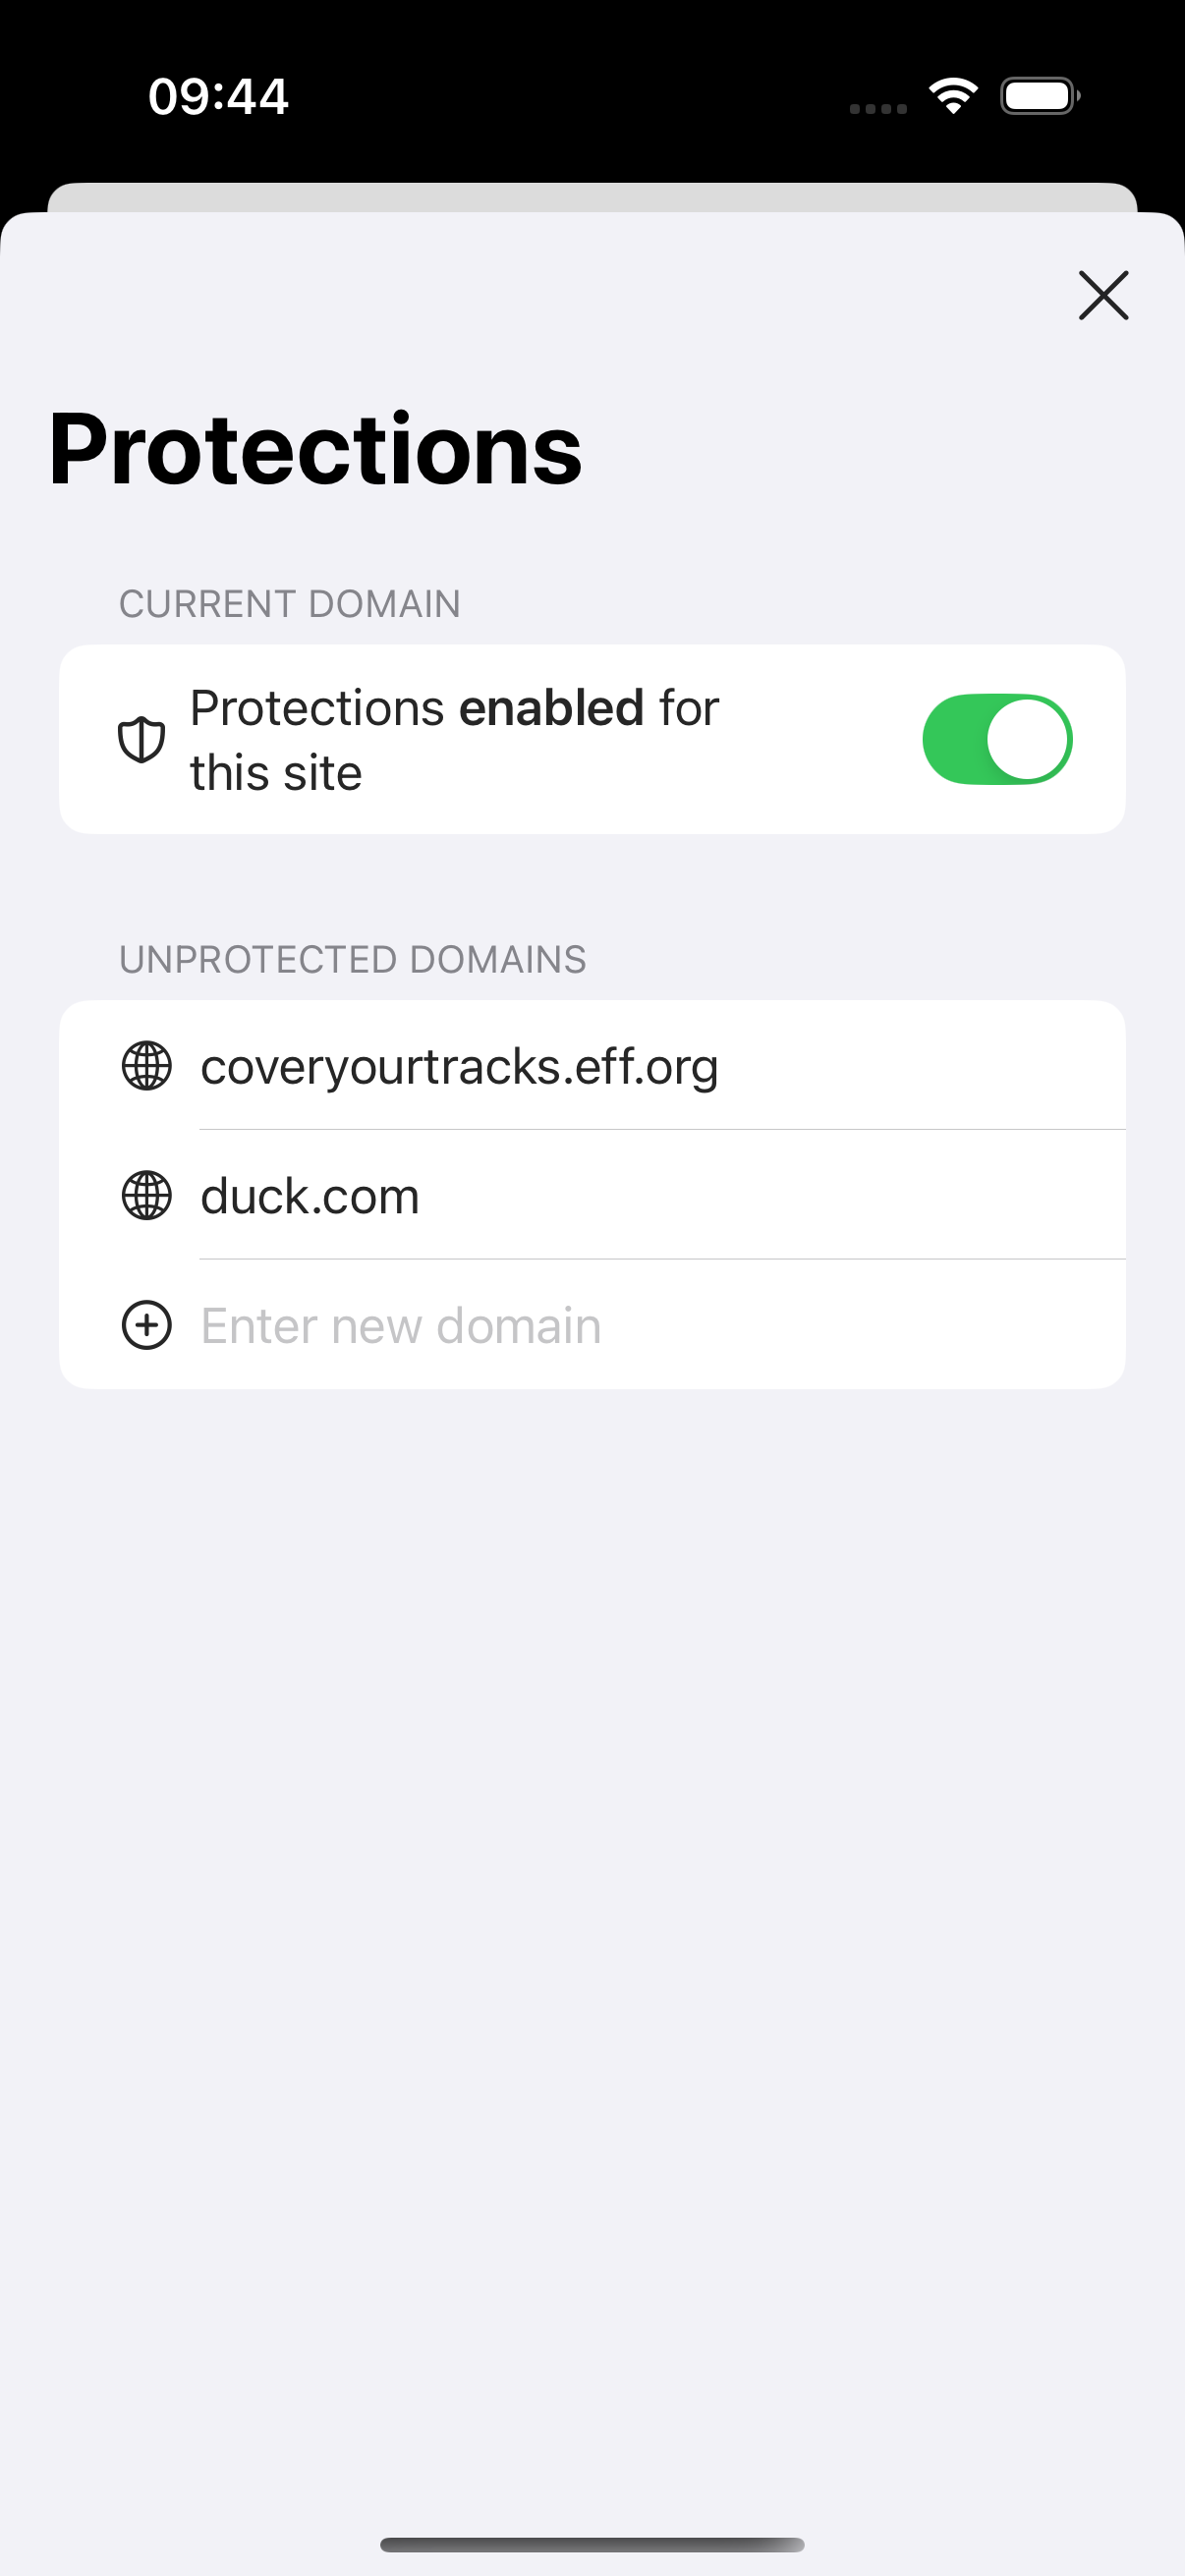 09:44
Protections
CURRENT DOMAIN
Protections enabled for
this site
UNPROTECTED DOMAINS
coveryourtracks.eff.org
duck.com
Enter new domain